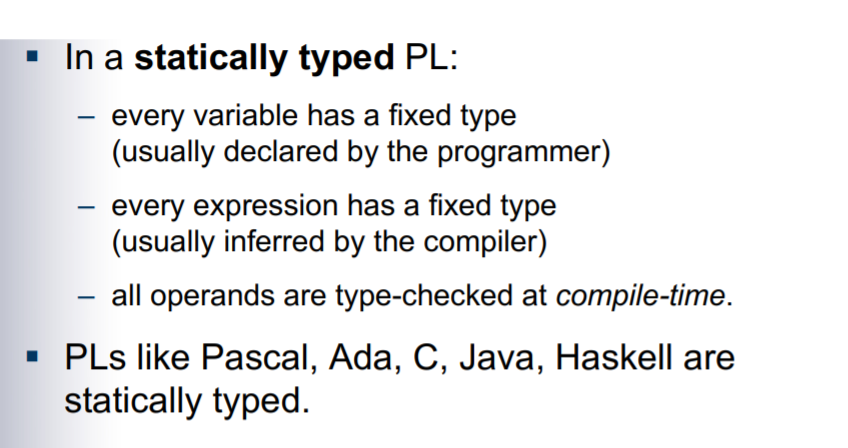 ▪ In a statically typed PL:
– every variable has a fixed type
(usually declared by the programmer)
– every expression has a fixed type
(usually inferred by the compiler)
– all operands are type-checked at compile-time.
▪ PLs like Pascal, Ada, C, Java, Haskell are
statically typed.